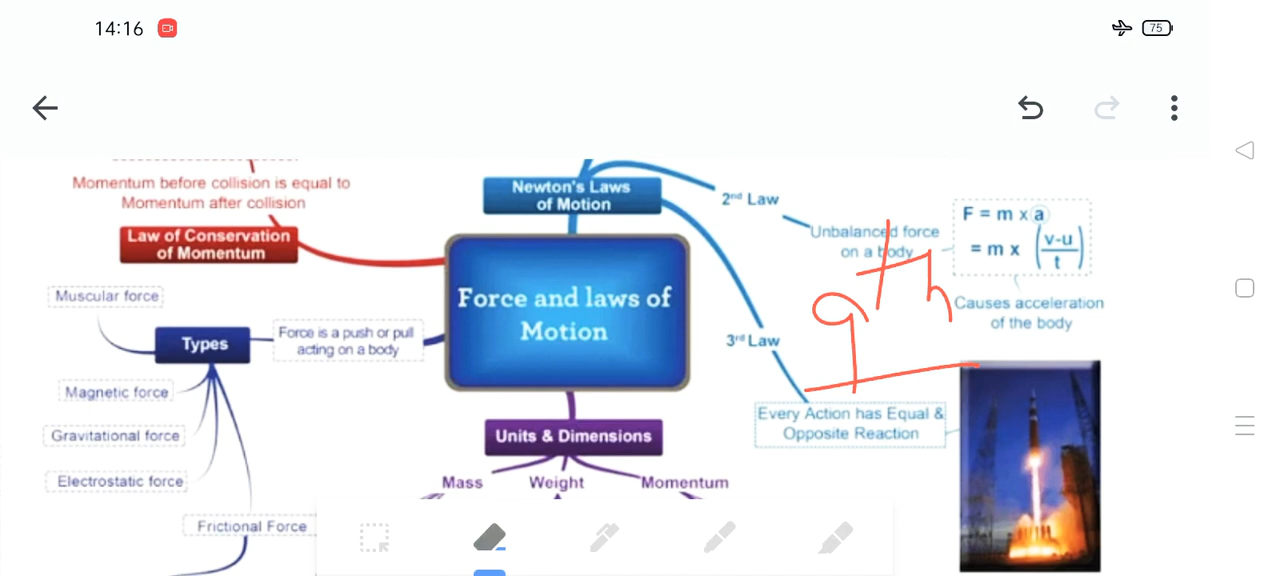 14:16
75
Momentum before collision is equal to
Momentum after collision
Law of Conservation
of Momentum
Newton's Laws
of Motion
2nd Law
Unbalanced force
on a body
F = m x a
= m x (v-u/t)
Causes acceleration
of the body
9th
Force and laws of
Motion
3rd Law
Every Action has Equal &
Opposite Reaction
Muscular force
Types
Force is a push or pull
acting on a body
Magnetic force
Gravitational force
Electrostatic force
Frictional Force
Units & Dimensions
Mass
Weight
Momentum